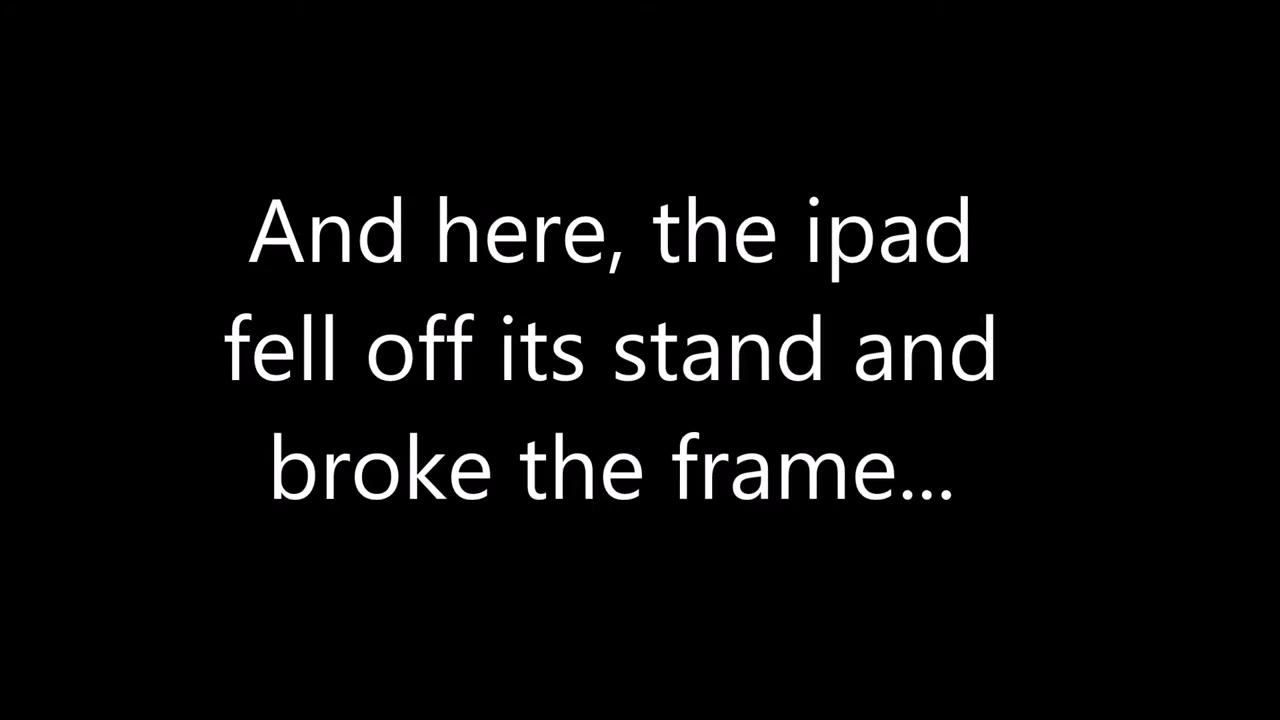 And here, the ipad
fell off its stand and
broke the frame...